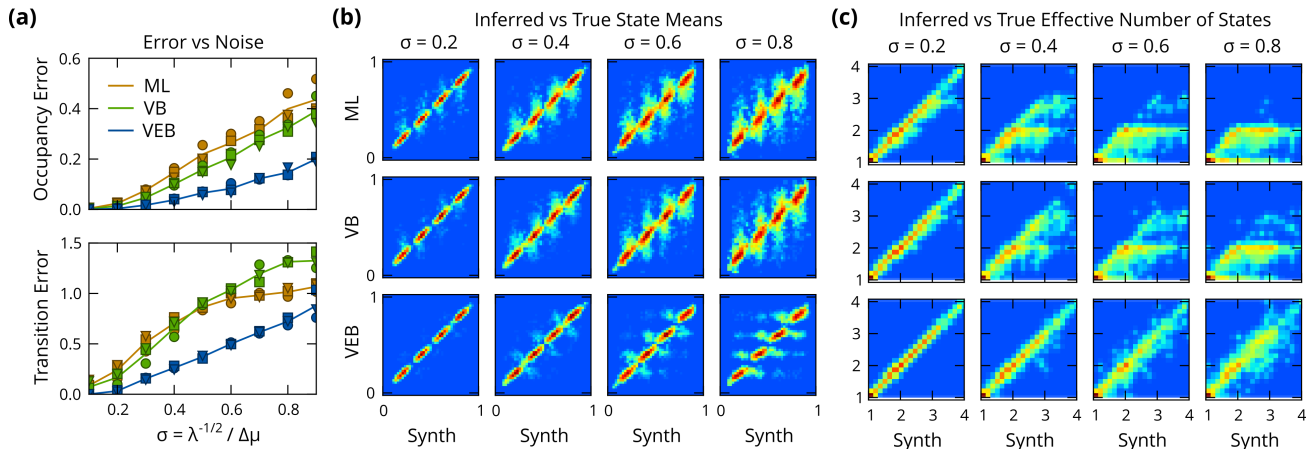 (a)
Error vs Noise
Occupancy Error
0.6
0.4
0.2
0.0
ML
VB
VEB
Transition Error
1.5
1.0
0.5
0.0
0.2 0.4 0.6 0.8
σ = λ^-1/2 / Δμ
(b)
Inferred vs True State Means
σ = 0.2 σ = 0.4 σ = 0.6 σ = 0.8
ML
1
0
VB
1
0
VEB
1
0
0 1 0 1 0 1 0 1
Synth Synth Synth Synth
(c)
Inferred vs True Effective Number of States
σ = 0.2 σ = 0.4 σ = 0.6 σ = 0.8
4
3
2
1
4
3
2
1
4
3
2
1
1 2 3 4 1 2 3 4 1 2 3 4 1 2 3 4
Synth Synth Synth Synth